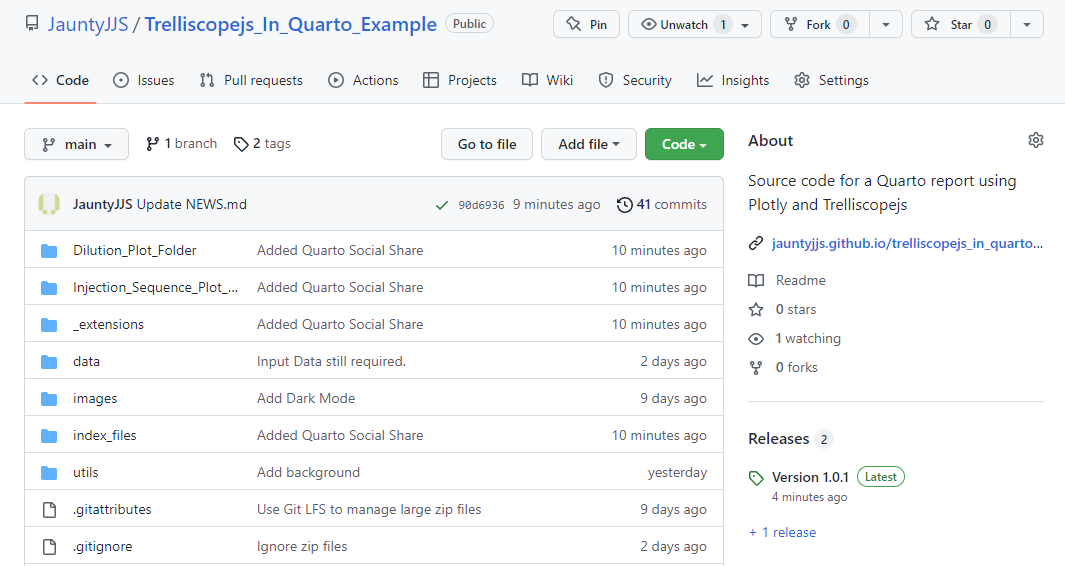 JauntyJJS / Trelliscopejs_In_Quarto_Example Public Pin Unwatch 1 Fork 0 Star 0
Code Issues Pull requests Actions Projects Wiki Security Insights Settings
main 1 branch 2 tags Go to file Add file Code
JauntyJJS Update NEWS.md 90d6936 9 minutes ago 41 commits
Dilution_Plot_Folder Added Quarto Social Share 10 minutes ago
Injection_Sequence_Plot_... Added Quarto Social Share 10 minutes ago
_extensions Added Quarto Social Share 10 minutes ago
data Input Data still required. 2 days ago
images Add Dark Mode 9 days ago
index_files Added Quarto Social Share 10 minutes ago
utils Add background yesterday
.gitattributes Use Git LFS to manage large zip files 9 days ago
.gitignore Ignore zip files 2 days ago
About
Source code for a Quarto report using
Plotly and Trelliscopejs
jauntyjjs.github.io/trelliscopejs_in_quarto...
Readme
0 stars
1 watching
0 forks
Releases 2
Version 1.0.1 Latest
4 minutes ago
+ 1 release